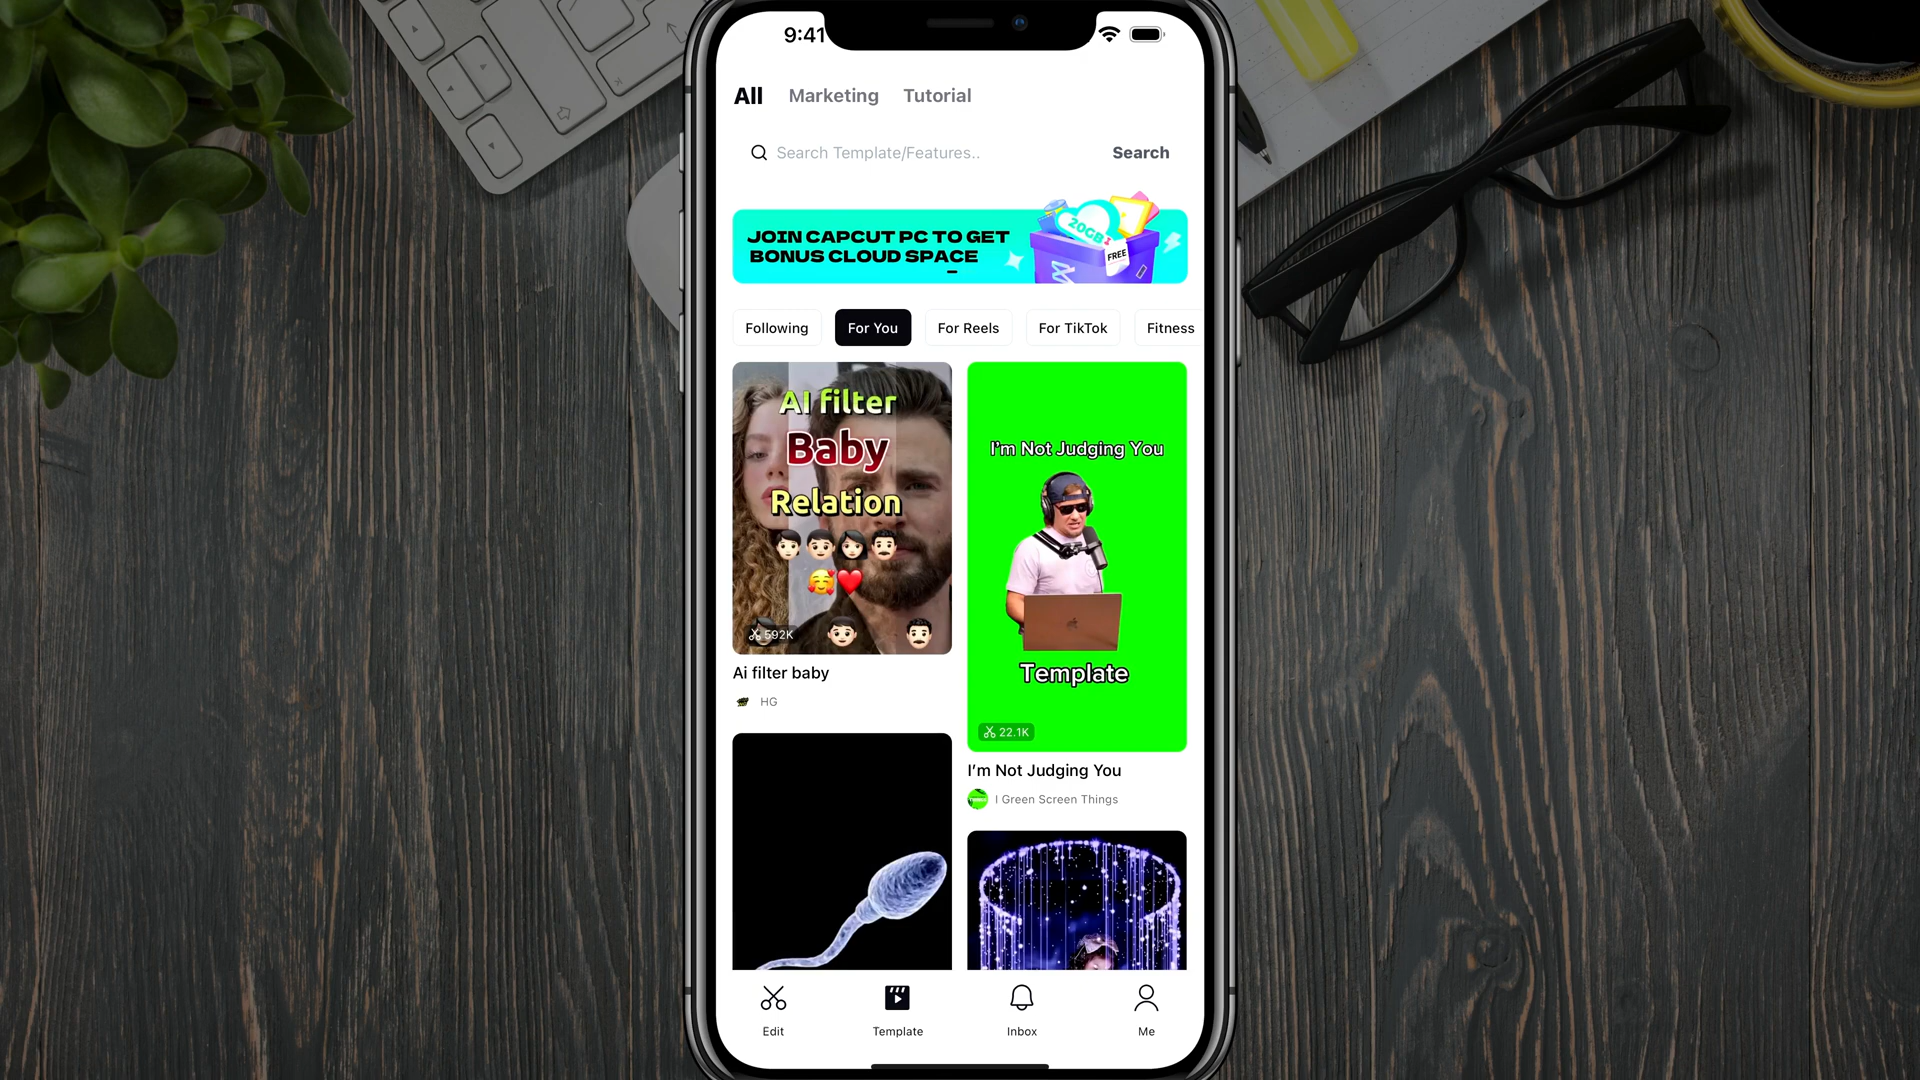 9:41
All Marketing Tutorial
Search Template/Features.. Search
JOIN CAPCUT PC TO GET
BONUS CLOUD SPACE
20GB
FREE
Following For You For Reels For TikTok Fitness
AI filter
Baby
Relation
592K
Ai filter baby
HG
I'm Not Judging You
Template
22.1K
I'm Not Judging You
I Green Screen Things
Edit Template Inbox Me